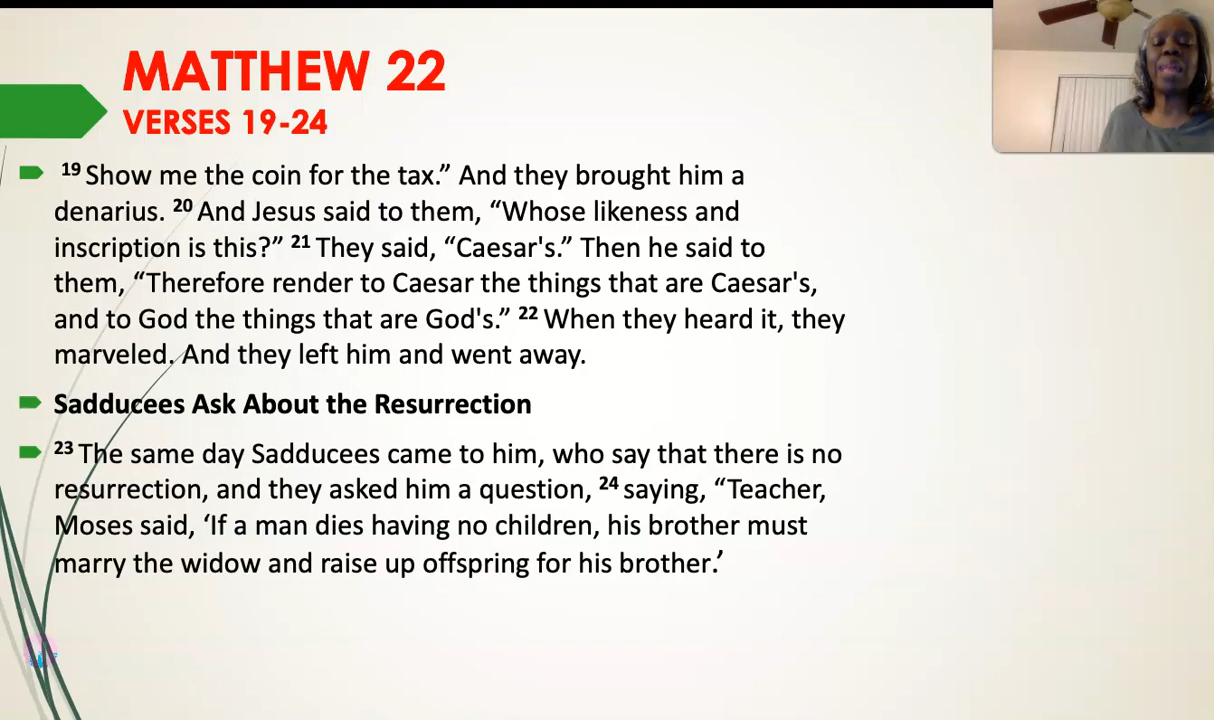 MATTHEW 22
VERSES 19-24
19 Show me the coin for the tax.” And they brought him a
denarius. 20 And Jesus said to them, “Whose likeness and
inscription is this?” 21 They said, “Caesar's.” Then he said to
them, “Therefore render to Caesar the things that are Caesar's,
and to God the things that are God's.” 22 When they heard it, they
marveled. And they left him and went away.
Sadducees Ask About the Resurrection
23 The same day Sadducees came to him, who say that there is no
resurrection, and they asked him a question, 24 saying, “Teacher,
Moses said, ‘If a man dies having no children, his brother must
marry the widow and raise up offspring for his brother.’